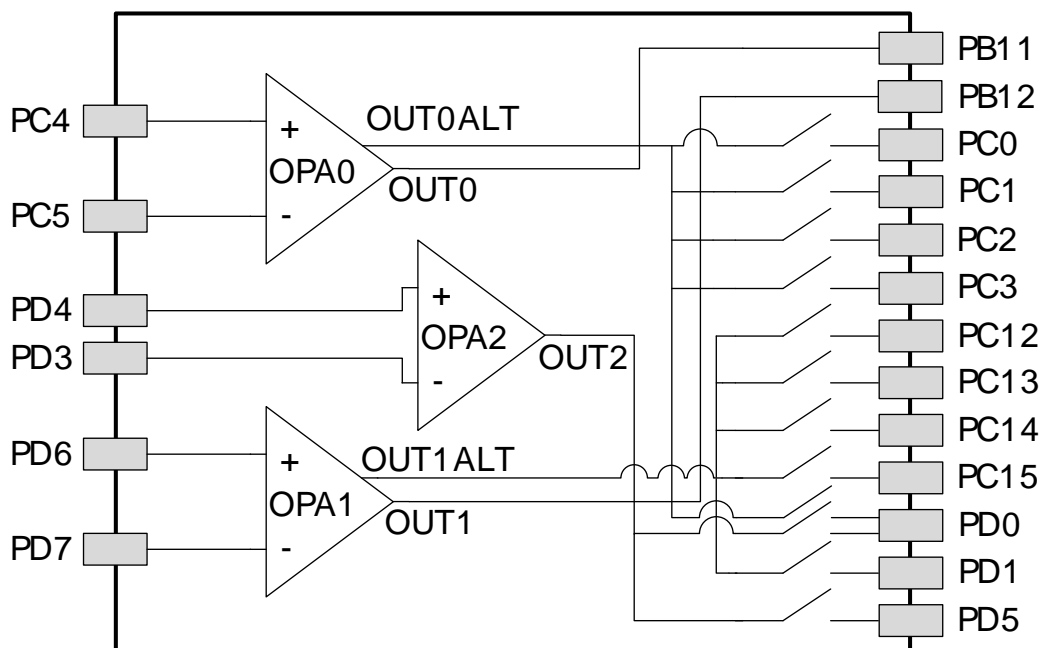 PC4
PC5
PD4
PD3
PD6
PD7
+
OPA0
-
OUT0ALT
OUT0
+
OPA2
-
OUT2
+
OPA1
-
OUT1ALT
OUT1
PB11
PB12
PC0
PC1
PC2
PC3
PC12
PC13
PC14
PC15
PD0
PD1
PD5